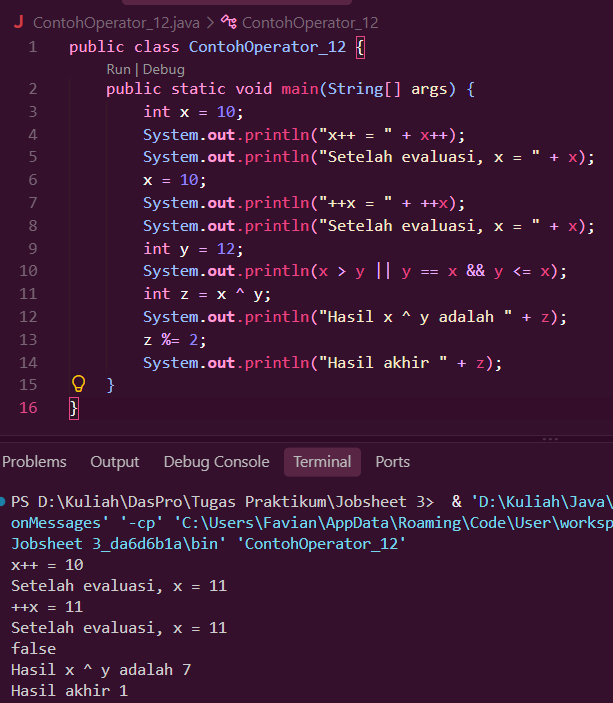 J ContohOperator_12.java > ContohOperator_12
1 public class ContohOperator_12 {
Run | Debug
2 public static void main(String[] args) {
3 int x = 10;
4 System.out.println("x++ = " + x++);
5 System.out.println("Setelah evaluasi, x = " + x);
6 x = 10;
7 System.out.println("++x = " + ++x);
8 System.out.println("Setelah evaluasi, x = " + x);
9 int y = 12;
10 System.out.println(x > y || y == x && y <= x);
11 int z = x ^ y;
12 System.out.println("Hasil x ^ y adalah " + z);
13 z %= 2;
14 System.out.println("Hasil akhir " + z);
15 }
16 }
Problems Output Debug Console Terminal Ports
PS D:\Kuliah\DasPro\Tugas Praktikum\Jobsheet 3> & 'D:\Kuliah\Java\
onMessages' '-cp' 'C:\Users\Favian\AppData\Roaming\Code\User\worksp
Jobsheet 3_da6d6b1a\bin' 'ContohOperator_12'
x++ = 10
Setelah evaluasi, x = 11
++x = 11
Setelah evaluasi, x = 11
false
Hasil x ^ y adalah 7
Hasil akhir 1